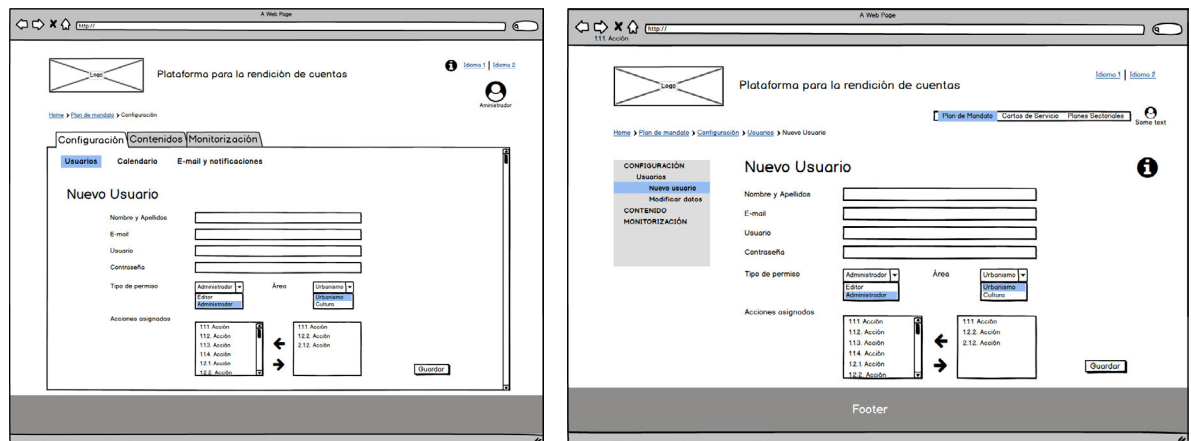 A Web Page
http://
Logo
Plataforma para la rendición de cuentas
Idioma 1 | Idioma 2
Aministrador
Home > Plan de mandato > Configuración
Configuración Contenidos Monitorización
Usuarios Calendario E-mail y notificaciones
Nuevo Usuario
Nombre y Apellidos
E-mail
Usuario
Contraseña
Tipo de permiso Administrador Área Urbanismo
Editor Urbanismo
Administrador Cultura
Acciones asignadas
1.1.1. Acción 1.1.1. Acción
1.1.2. Acción 1.2.2. Acción
1.1.3. Acción 2.1.2. Acción
1.1.4. Acción
1.2.1. Acción
1.2.2. Acción
Guardar
A Web Page
http://
1.1.1. Acción
Logo
Plataforma para la rendición de cuentas
Idioma 1 | Idioma 2
Plan de Mandato Cartas de Servicio Planes Sectoriales
Some text
Home > Plan de mandato > Configuración > Usuarios > Nuevo Usuario
CONFIGURACIÓN
Usuarios
Nuevo usuario
Modificar datos
CONTENIDO
MONITORIZACIÓN
Nuevo Usuario
Nombre y Apellidos
E-mail
Usuario
Contraseña
Tipo de permiso Administrador Área Urbanismo
Editor Urbanismo
Administrador Cultura
Acciones asignadas
1.1.1. Acción 1.1.1. Acción
1.1.2. Acción 1.2.2. Acción
1.1.3. Acción 2.1.2. Acción
1.1.4. Acción
1.2.1. Acción
1.2.2. Acción
Guardar
Footer